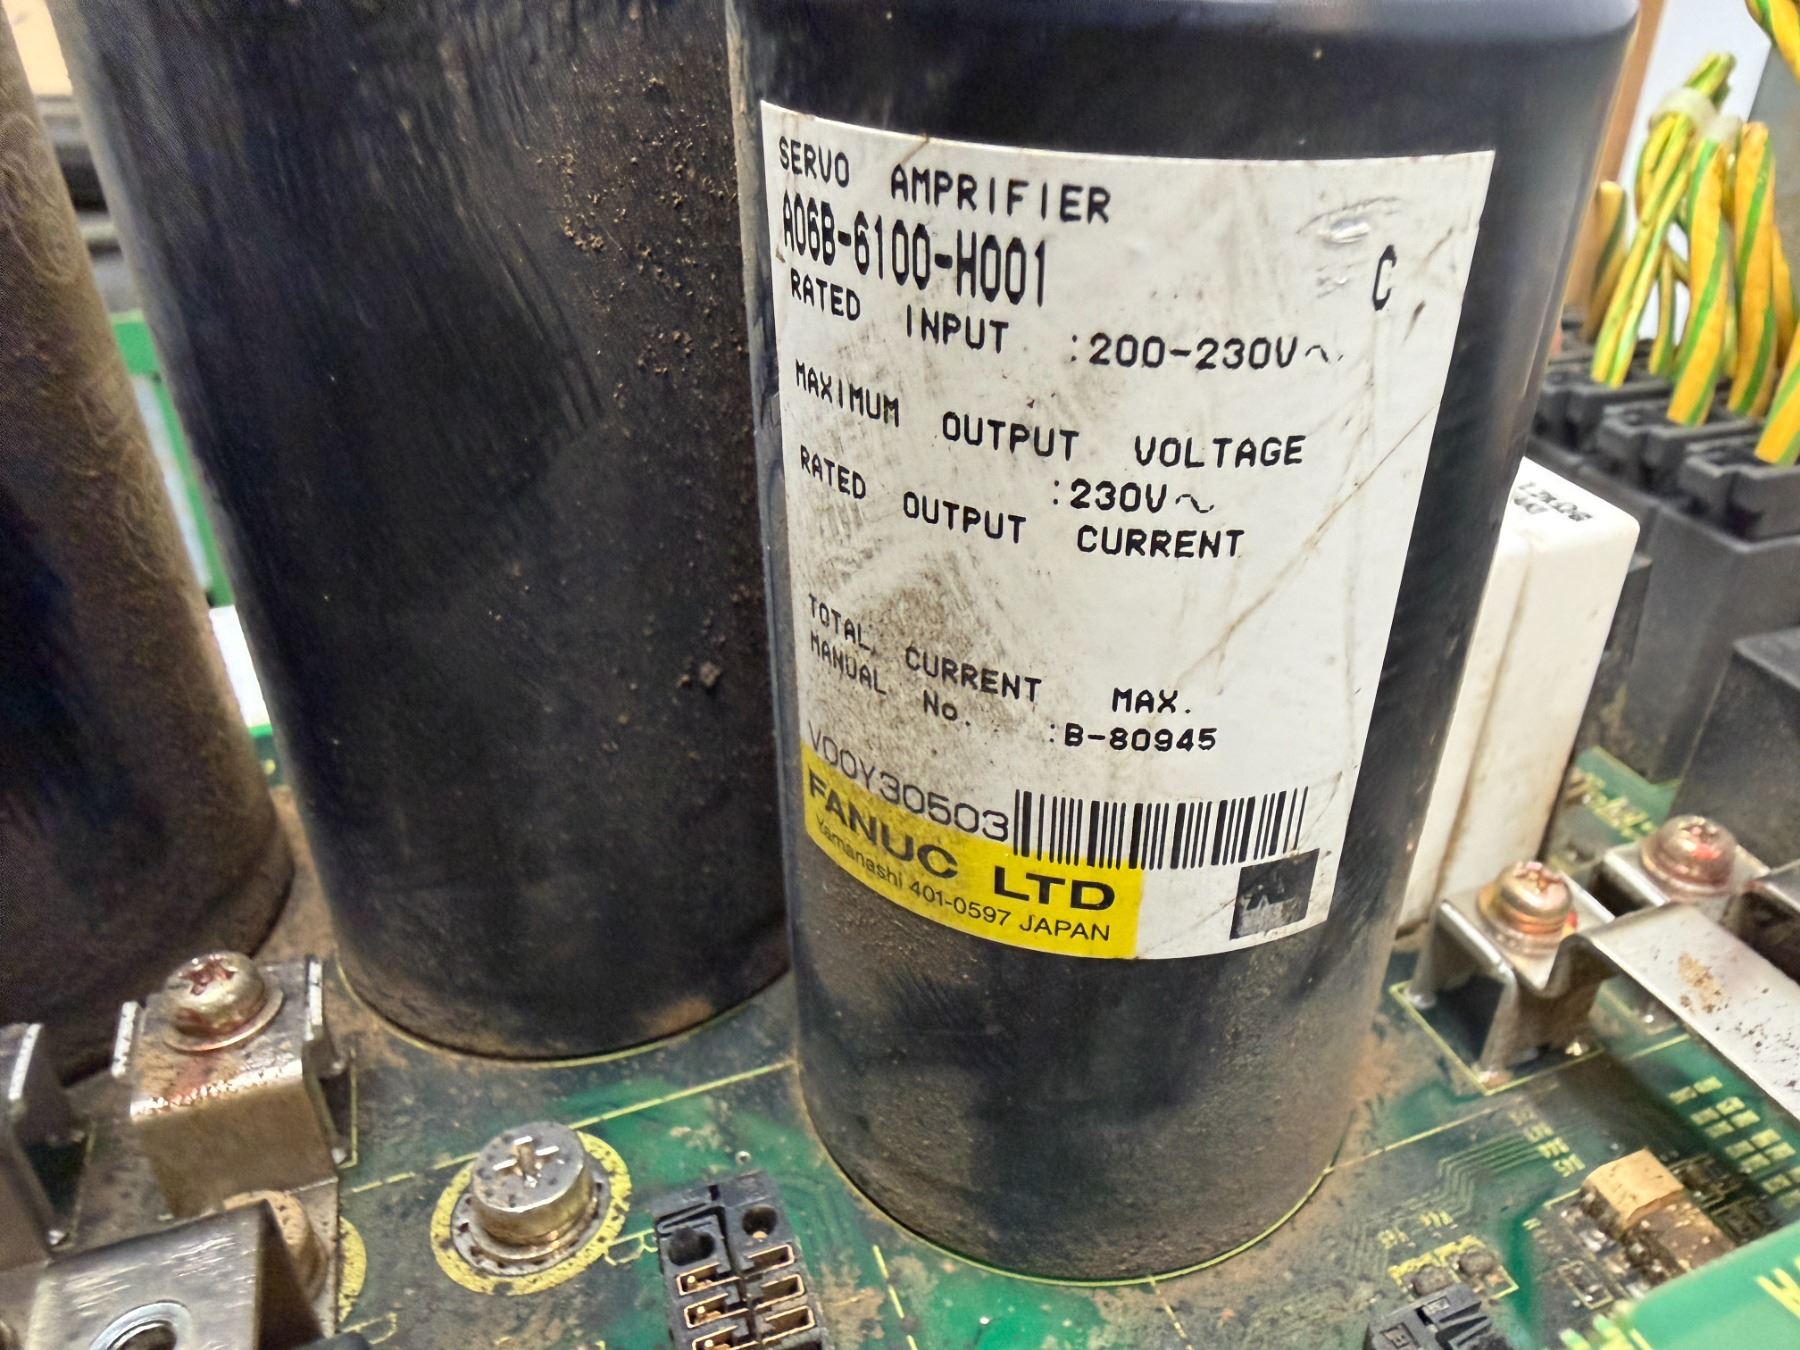 SERVO AMPRIFIER
A06B-6100-H001 C
RATED INPUT :200-230V~
MAXIMUM OUTPUT VOLTAGE
:230V~
RATED OUTPUT CURRENT
TOTAL CURRENT MAX.
MANUAL No. :B-80945
V00Y30503
FANUC LTD
Yamanashi 401-0597 JAPAN